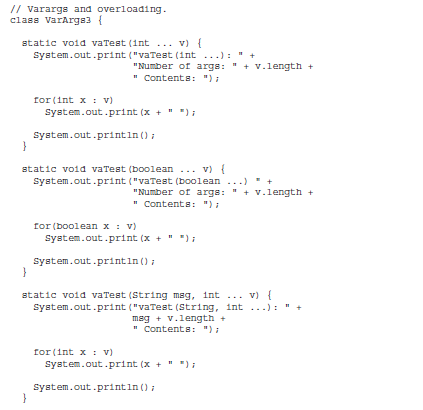 // Varargs and overloading.
class VarArgs3 {
static void vaTest(int ... v) {
System.out.print("vaTest(int ...): " +
"Number of args: " + v.length +
" Contents: ");
for(int x : v)
System.out.print(x + " ");
System.out.println();
}
static void vaTest(boolean ... v) {
System.out.print("vaTest(boolean ...) " +
"Number of args: " + v.length +
" Contents: ");
for(boolean x : v)
System.out.print(x + " ");
System.out.println();
}
static void vaTest(String msg, int ... v) {
System.out.print("vaTest(String, int ...): " +
msg + v.length +
" Contents: ");
for(int x : v)
System.out.print(x + " ");
System.out.println();
}